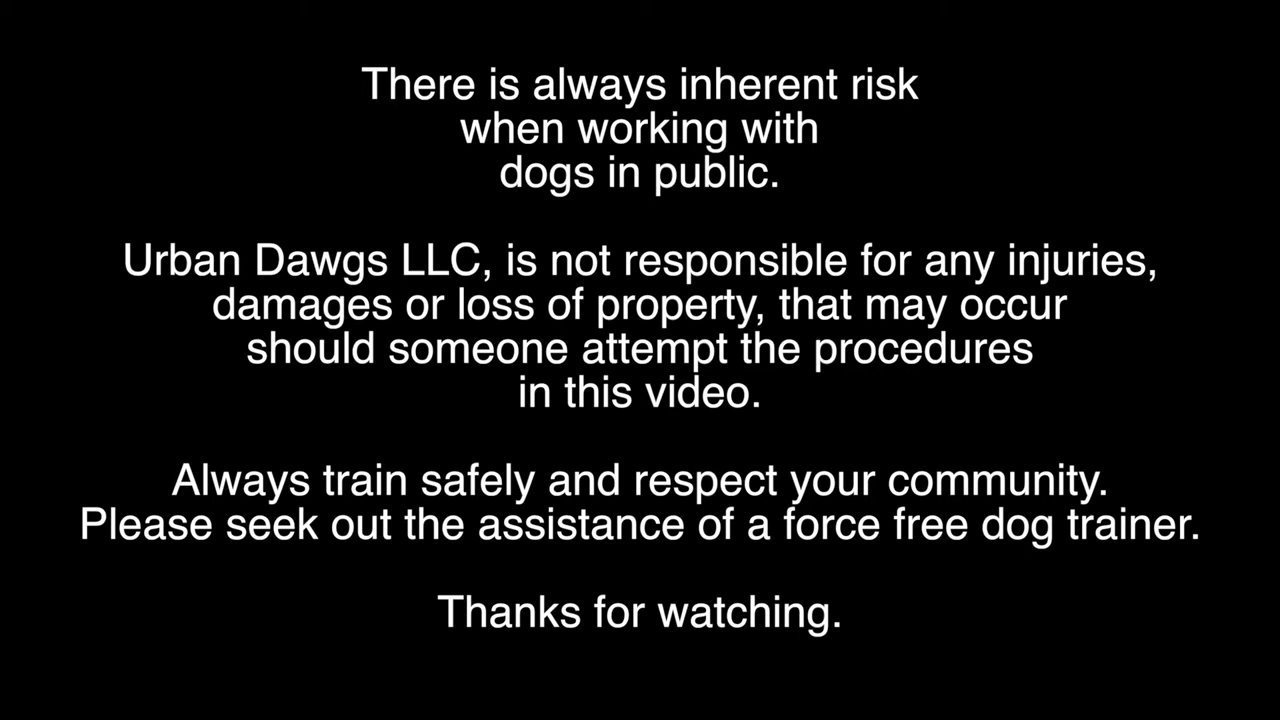 There is always inherent risk
when working with
dogs in public.
Urban Dawgs LLC, is not responsible for any injuries,
damages or loss of property, that may occur
should someone attempt the procedures
in this video.
Always train safely and respect your community.
Please seek out the assistance of a force free dog trainer.
Thanks for watching.